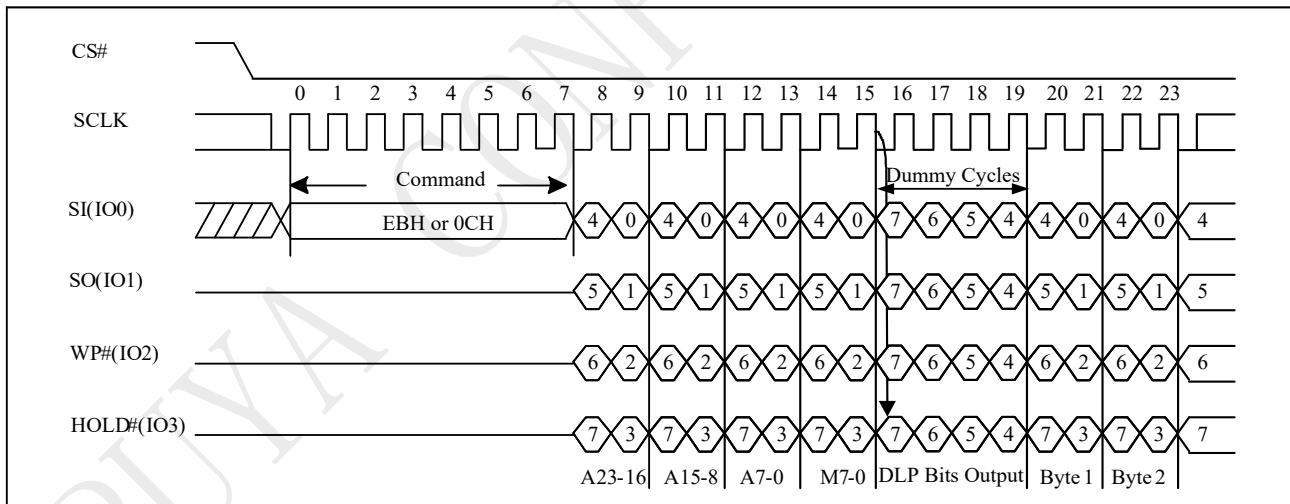 CS#
0 1 2 3 4 5 6 7 8 9 10 11 12 13 14 15 16 17 18 19 20 21 22 23
SCLK
Command
Dummy Cycles
SI(IO0)
EBH or 0CH
4 0 4 0 4 0 4 0 7 6 5 4 4 0 4 0 4
SO(IO1)
5 1 5 1 5 1 5 1 7 6 5 4 5 1 5 1 5
WP#(IO2)
6 2 6 2 6 2 6 2 7 6 5 4 6 2 6 2 6
HOLD#(IO3)
7 3 7 3 7 3 7 3 7 6 5 4 7 3 7 3 7
A23-16 A15-8 A7-0 M7-0 DLP Bits Output Byte 1 Byte 2
PUYA CONF